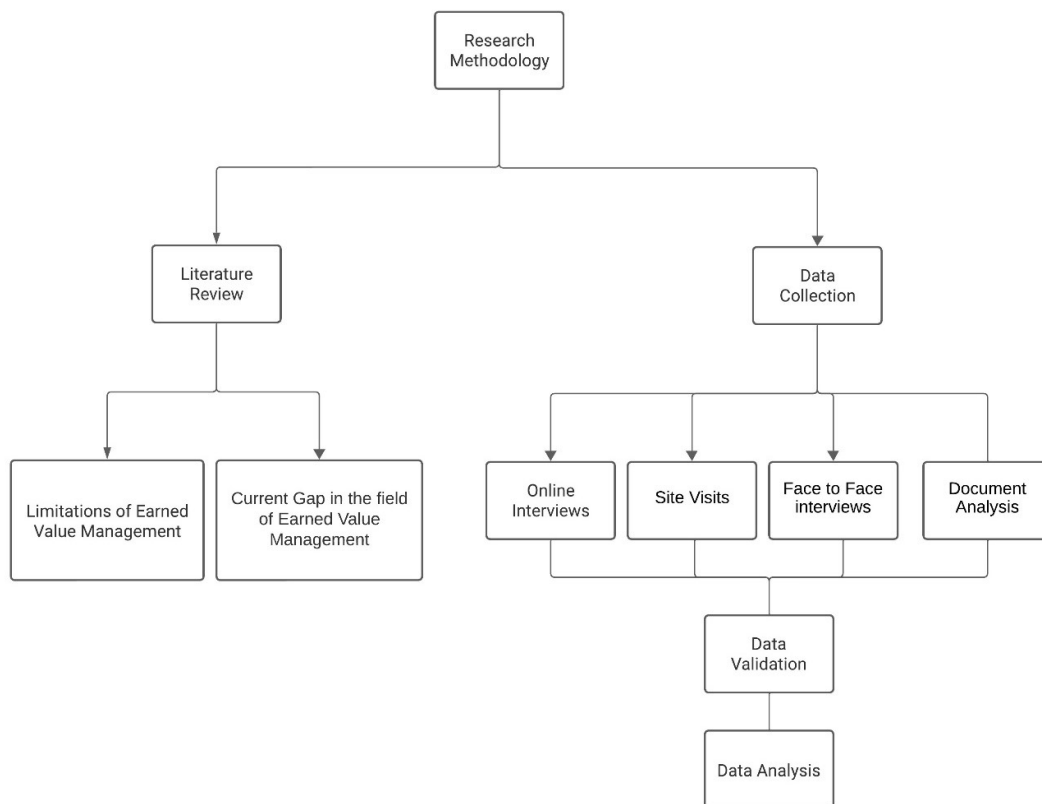 Research
Methodology
Literature
Review
Data
Collection
Limitations of Earned
Value Management
Current Gap in the field
of Earned Value
Management
Online
Interviews
Site Visits
Face to Face
interviews
Document
Analysis
Data
Validation
Data Analysis